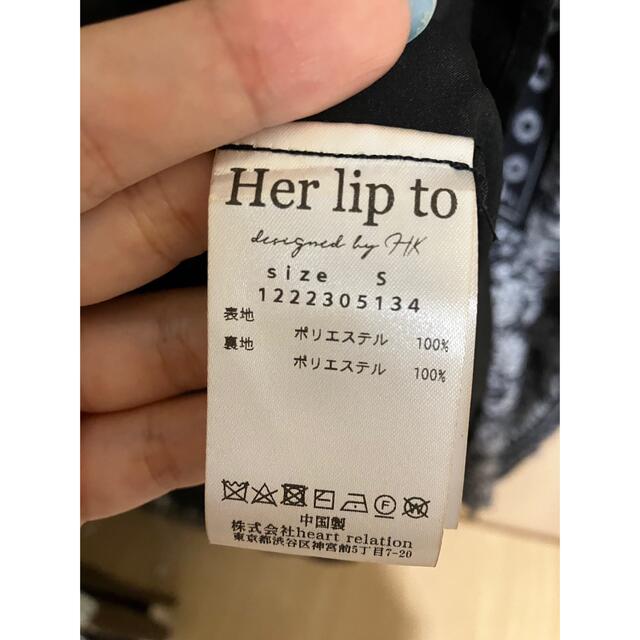 Her lip to
designed by HK
size S
1222305134
表地 ポリエステル 100%
裏地 ポリエステル 100%
F W
中国製
株式会社heart relation
東京都渋谷区神宮前5丁目7-20